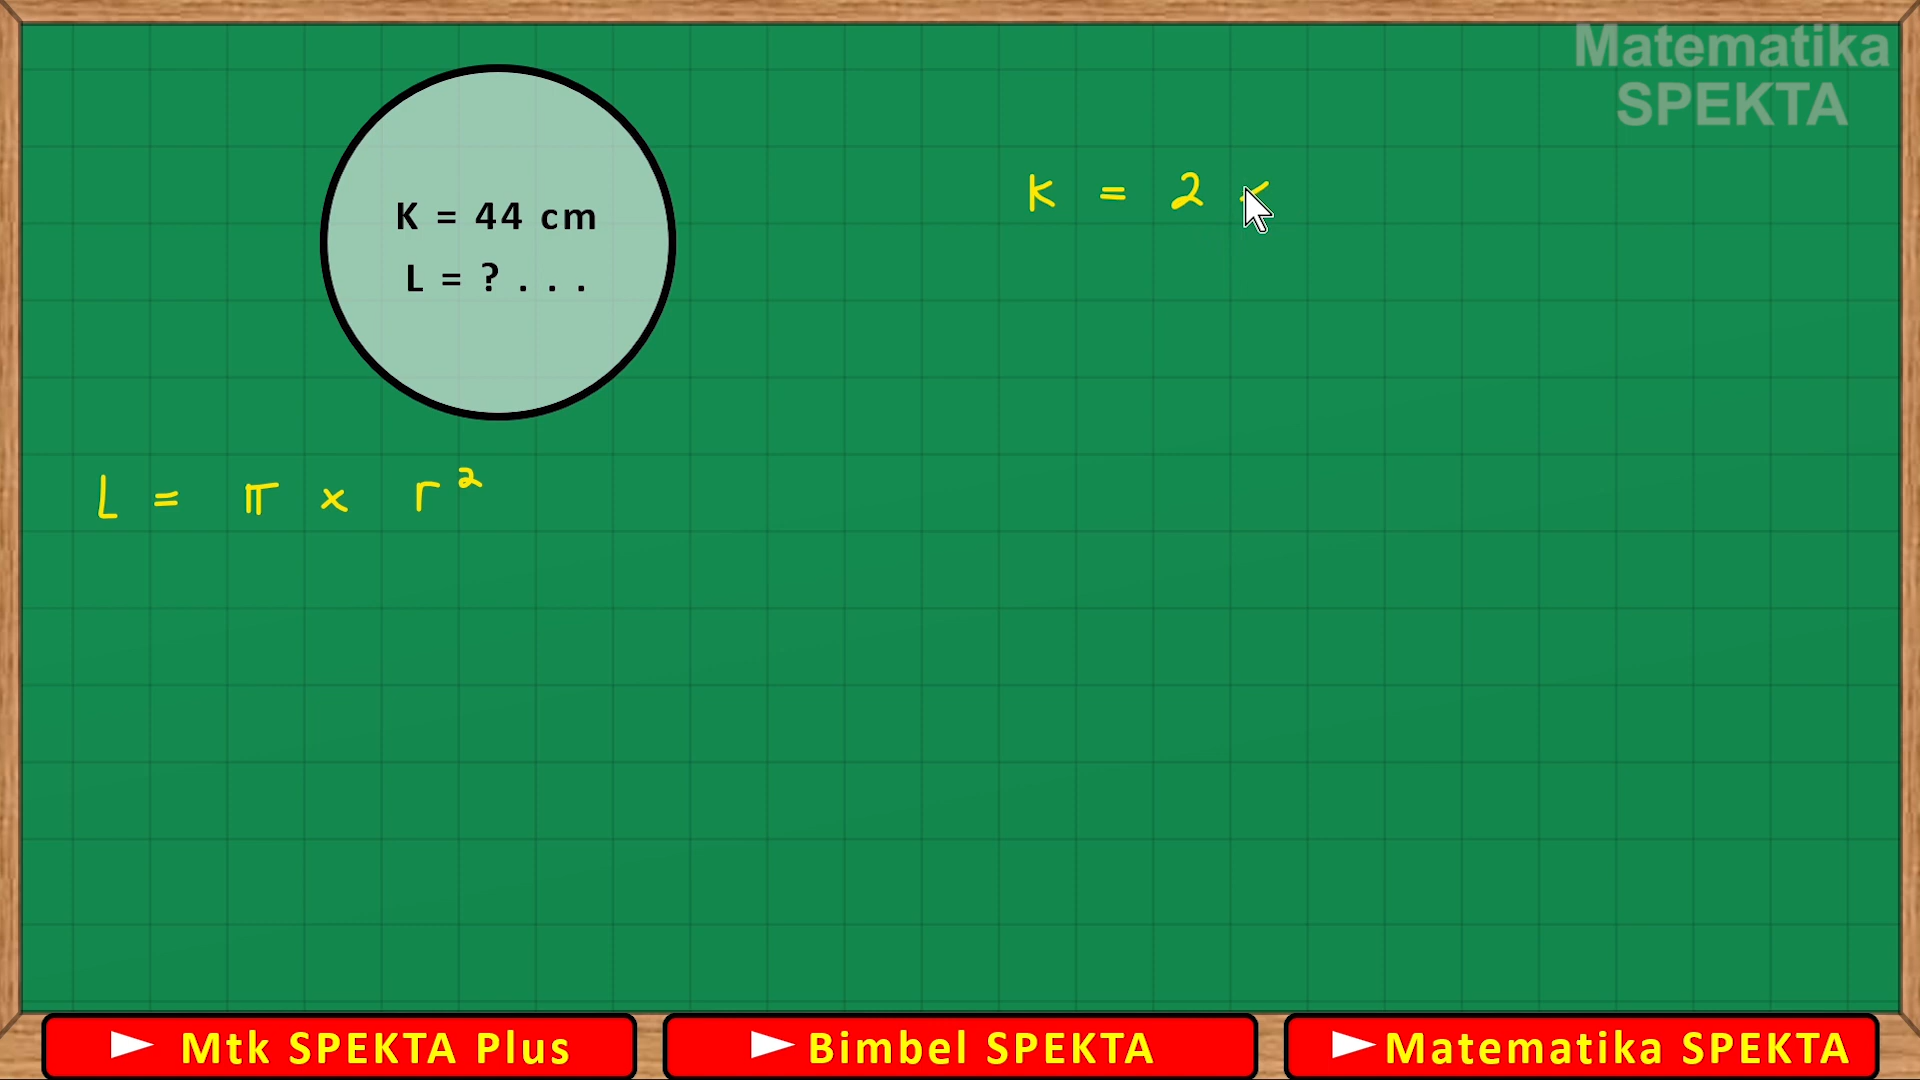 Matematika
SPEKTA
K = 44 cm
L = ? . . .
K = 2 ×
L = π × r²
Mtk SPEKTA Plus
Bimbel SPEKTA
Matematika SPEKTA